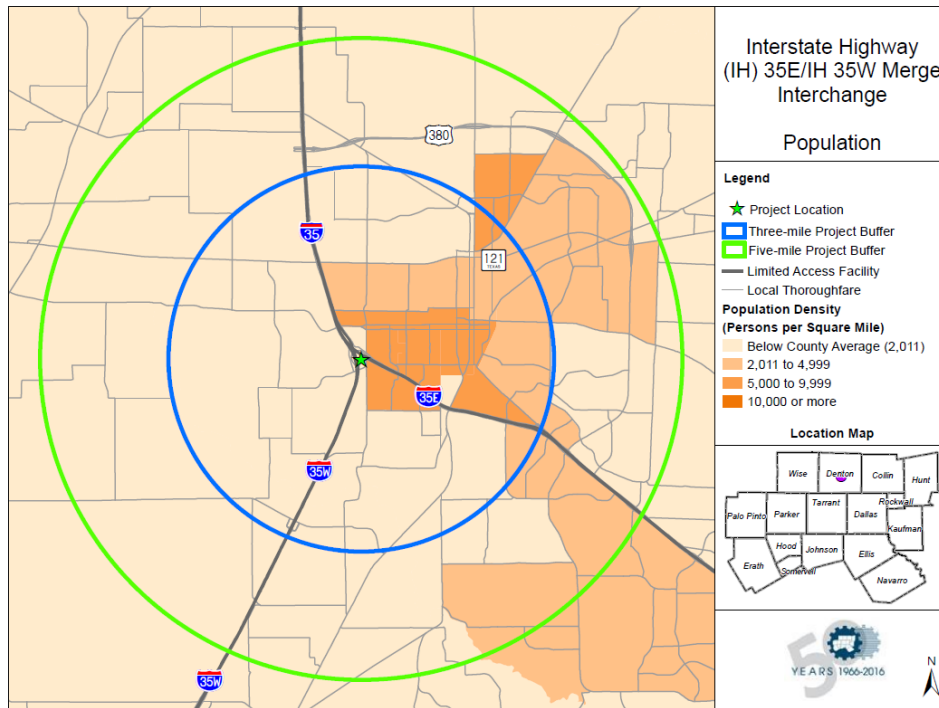 Interstate Highway
(IH) 35E/IH 35W Merge
Interchange
Population
Legend
Project Location
Three-mile Project Buffer
Five-mile Project Buffer
Limited Access Facility
Local Thoroughfare
Population Density
(Persons per Square Mile)
Below County Average (2,011)
2,011 to 4,999
5,000 to 9,999
10,000 or more
Location Map
Wise
Denton
Collin
Hunt
Palo Pinto
Parker
Tarrant
Dallas
Rockwall
Kaufman
Erath
Hood
Somervell
Johnson
Ellis
Navarro
50
YEARS 1966-2016
N
380
35
121
TEXAS
35E
35W
35W